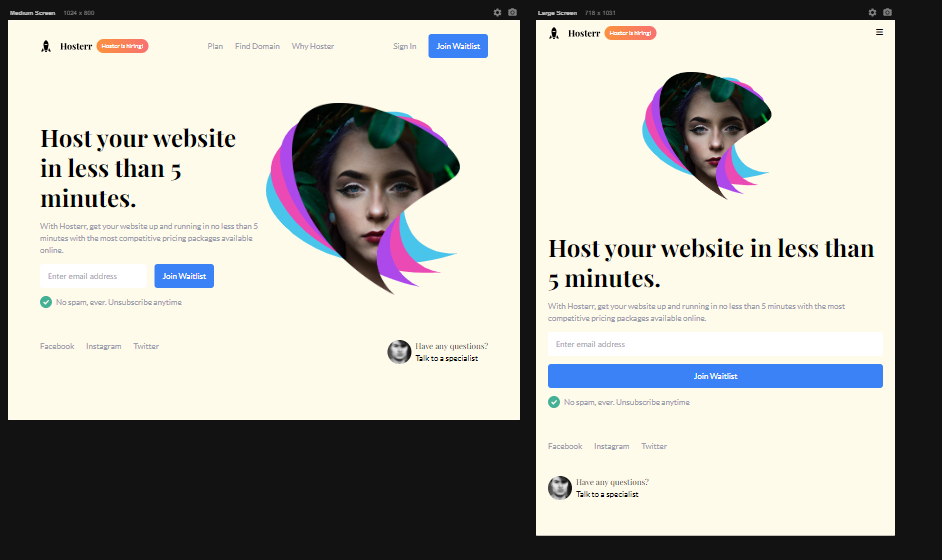 Medium Screen 1024 x 800
Hosterr Hoster is hiring!
Plan Find Domain Why Hoster
Sign In Join Waitlist
Host your website
in less than 5
minutes.
With Hosterr, get your website up and running in no less than 5
minutes with the most competitive pricing packages available
online.
Enter email address Join Waitlist
No spam, ever. Unsubscribe anytime
Facebook Instagram Twitter
Have any questions?
Talk to a specialist
Large Screen 716 x 1031
Hosterr Hoster is hiring!
Host your website in less than
5 minutes.
With Hosterr, get your website up and running in no less than 5 minutes with the most
competitive pricing packages available online.
Enter email address
Join Waitlist
No spam, ever. Unsubscribe anytime
Facebook Instagram Twitter
Have any questions?
Talk to a specialist